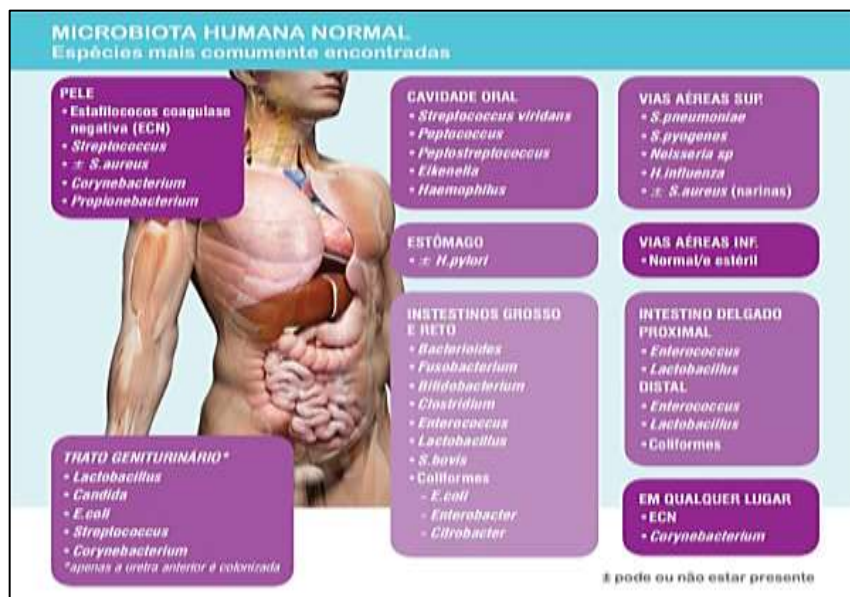 MICROBIOTA HUMANA NORMAL
Espécies mais comumente encontradas
PELE
• Estafilococos coagulase
negativa (ECN)
• Streptococcus
• ± S.aureus
• Corynebacterium
• Propionebacterium
CAVIDADE ORAL
• Streptococcus viridans
• Peptococcus
• Peptostreptococcus
• Eikenella
• Haemophilus
VIAS AÉREAS SUP.
• S.pneumoniae
• S.pyogenes
• Neisseria sp
• H.influenza
• ± S.aureus (narinas)
ESTÔMAGO
• ± H.pylori
VIAS AÉREAS INF.
• Normal/e estéril
INSTESTINOS GROSSO
E RETO
• Bacterioides
• Fusobacterium
• Bifidobacterium
• Clostridium
• Enterococcus
• Lactobacillus
• S.bovis
• Coliformes
- E.coli
- Enterobacter
- Citrobacter
INTESTINO DELGADO
PROXIMAL
• Enterococcus
• Lactobacillus
DISTAL
• Enterococcus
• Lactobacillus
• Coliformes
TRATO GENITURINÁRIO*
• Lactobacillus
• Candida
• E.coli
• Streptococcus
• Corynebacterium
*apenas a uretra anterior é colonizada
EM QUALQUER LUGAR
• ECN
• Corynebacterium
± pode ou não estar presente